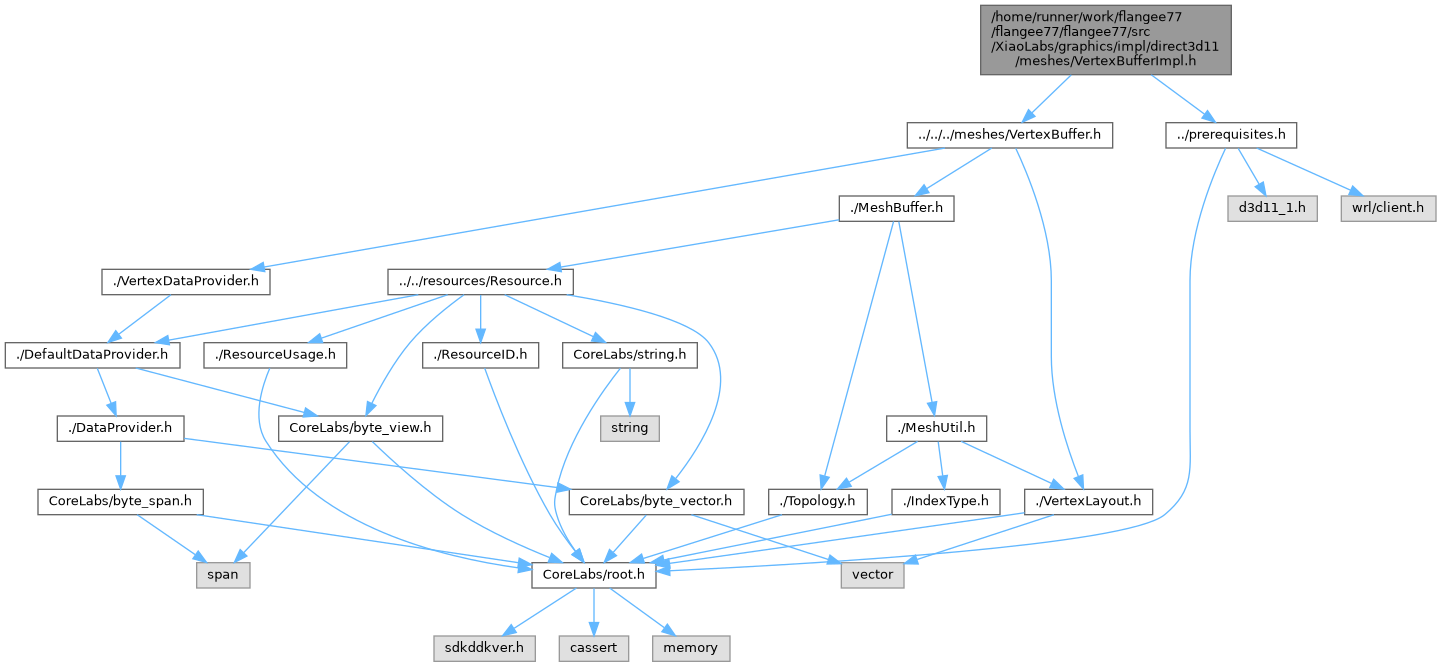 /home/runner/work/flangee77
/flangee77/flangee77/src
/XiaoLabs/graphics/impl/direct3d11
/meshes/VertexBufferImpl.h
../../../meshes/VertexBuffer.h
../prerequisites.h
./MeshBuffer.h
d3d11_1.h
wrl/client.h
./VertexDataProvider.h
../../resources/Resource.h
./DefaultDataProvider.h
./ResourceUsage.h
./ResourceID.h
CoreLabs/string.h
./DataProvider.h
CoreLabs/byte_view.h
string
./MeshUtil.h
CoreLabs/byte_span.h
CoreLabs/byte_vector.h
./Topology.h
./IndexType.h
./VertexLayout.h
span
CoreLabs/root.h
vector
sdkddkver.h
cassert
memory